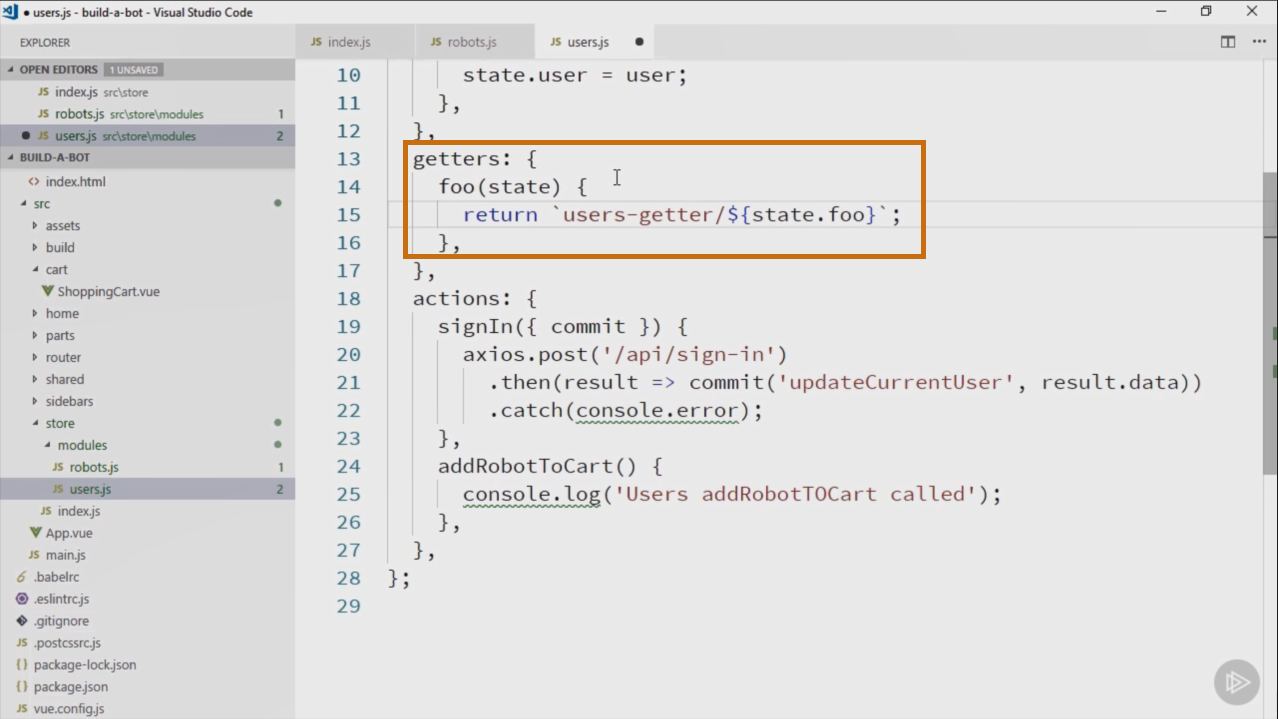 users.js - build-a-bot - Visual Studio Code
EXPLORER
OPEN EDITORS 1 UNSAVED
JS index.js src\store
JS robots.js src\store\modules 1
JS users.js src\store\modules 2
BUILD-A-BOT
<> index.html
src
assets
build
cart
ShoppingCart.vue
home
parts
router
shared
sidebars
store
modules
JS robots.js 1
JS users.js 2
JS index.js
App.vue
JS main.js
.babelrc
.eslintrc.js
.gitignore
JS .postcssrc.js
{} package-lock.json
{} package.json
JS vue.config.js
JS index.js
JS robots.js
JS users.js
10 state.user = user;
11 },
12 },
13 getters: {
14 foo(state) {
15 return `users-getter/${state.foo}`;
16 },
17 },
18 actions: {
19 signIn({ commit }) {
20 axios.post('/api/sign-in')
21 .then(result => commit('updateCurrentUser', result.data))
22 .catch(console.error);
23 },
24 addRobotToCart() {
25 console.log('Users addRobotTOCart called');
26 },
27 },
28 };
29